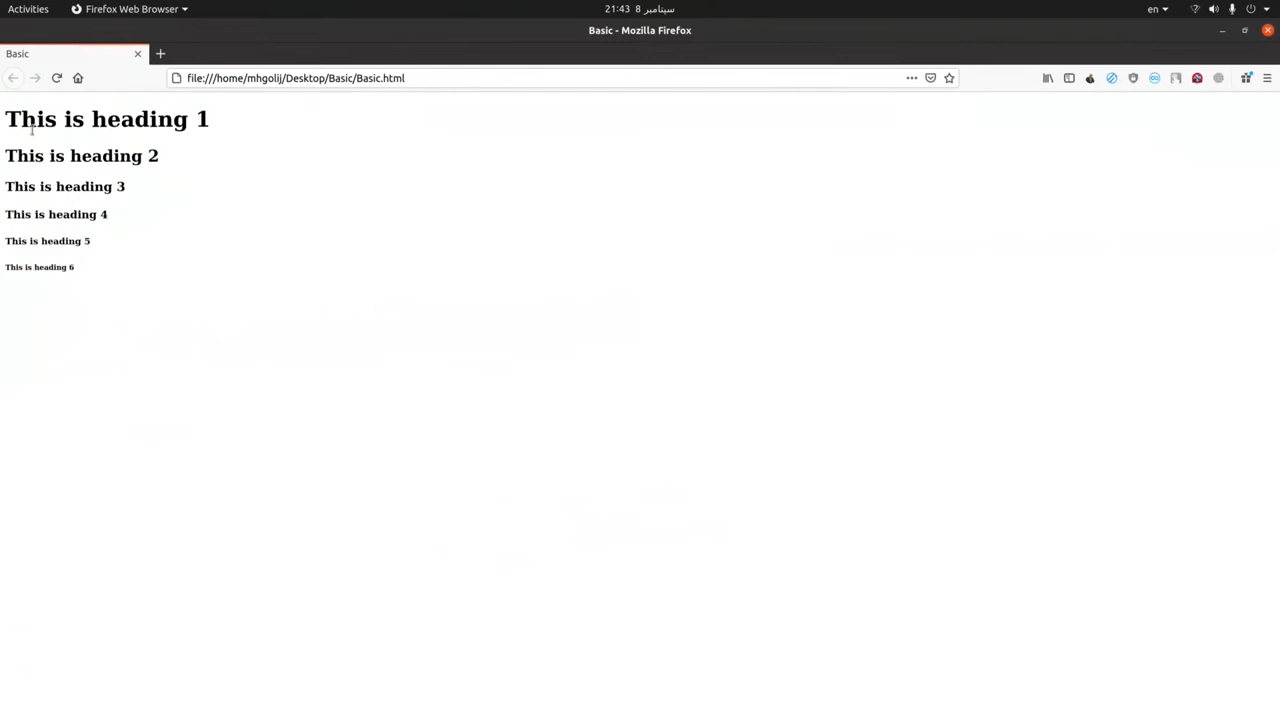 Activities
Firefox Web Browser
21:43 8 سپتامبر
en
Basic - Mozilla Firefox
Basic
file:///home/mhgolij/Desktop/Basic/Basic.html
This is heading 1
This is heading 2
This is heading 3
This is heading 4
This is heading 5
This is heading 6